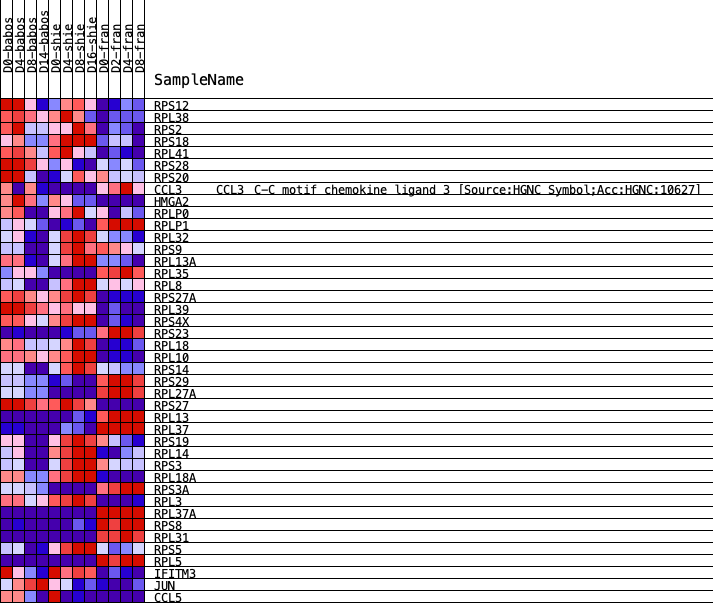 D0-babos
D4-babos
D8-babos
D14-babos
D0-shie
D4-shie
D8-shie
D16-shie
D0-fran
D2-fran
D4-fran
D8-fran
SampleName
RPS12
RPL38
RPS2
RPS18
RPL41
RPS28
RPS20
CCL3 CCL3 C-C motif chemokine ligand 3 [Source:HGNC Symbol;Acc:HGNC:10627]
HMGA2
RPLP0
RPLP1
RPL32
RPS9
RPL13A
RPL35
RPL8
RPS27A
RPL39
RPS4X
RPS23
RPL18
RPL10
RPS14
RPS29
RPL27A
RPS27
RPL13
RPL37
RPS19
RPL14
RPS3
RPL18A
RPS3A
RPL3
RPL37A
RPS8
RPL31
RPS5
RPL5
IFITM3
JUN
CCL5